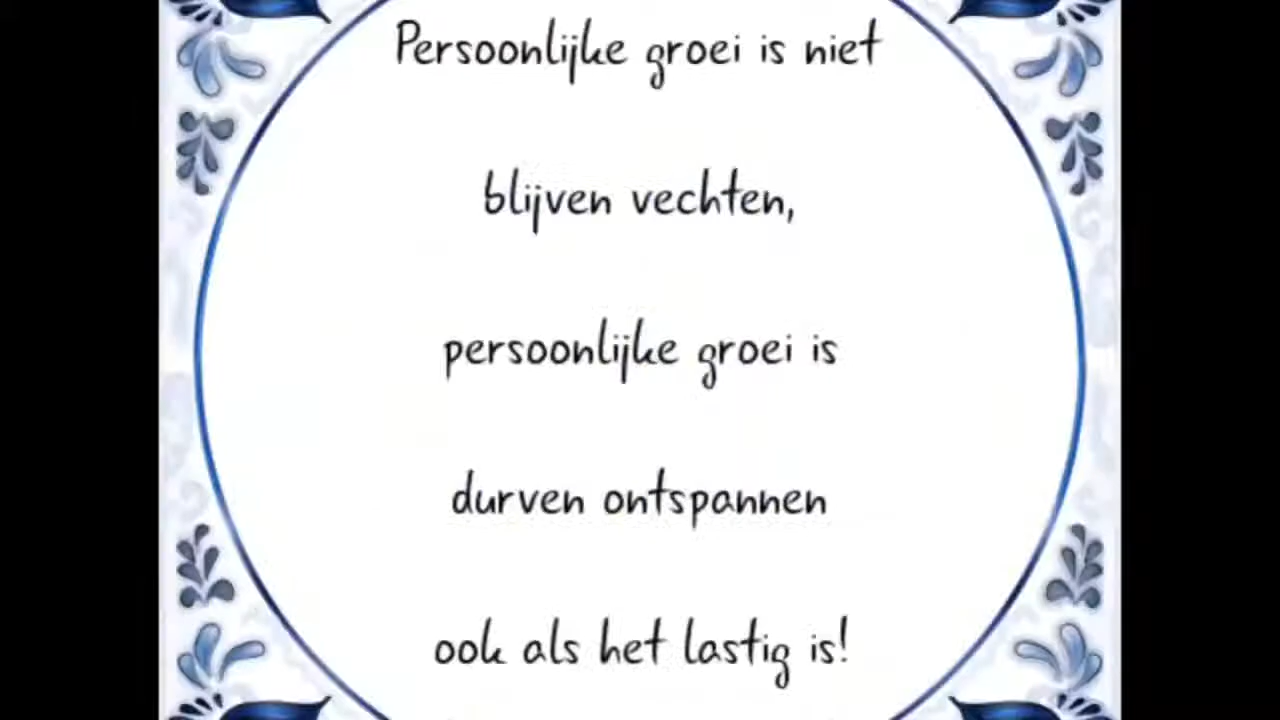 Persoonlijke groei is niet
blijven vechten,
persoonlijke groei is
durven ontspannen
ook als het lastig is!